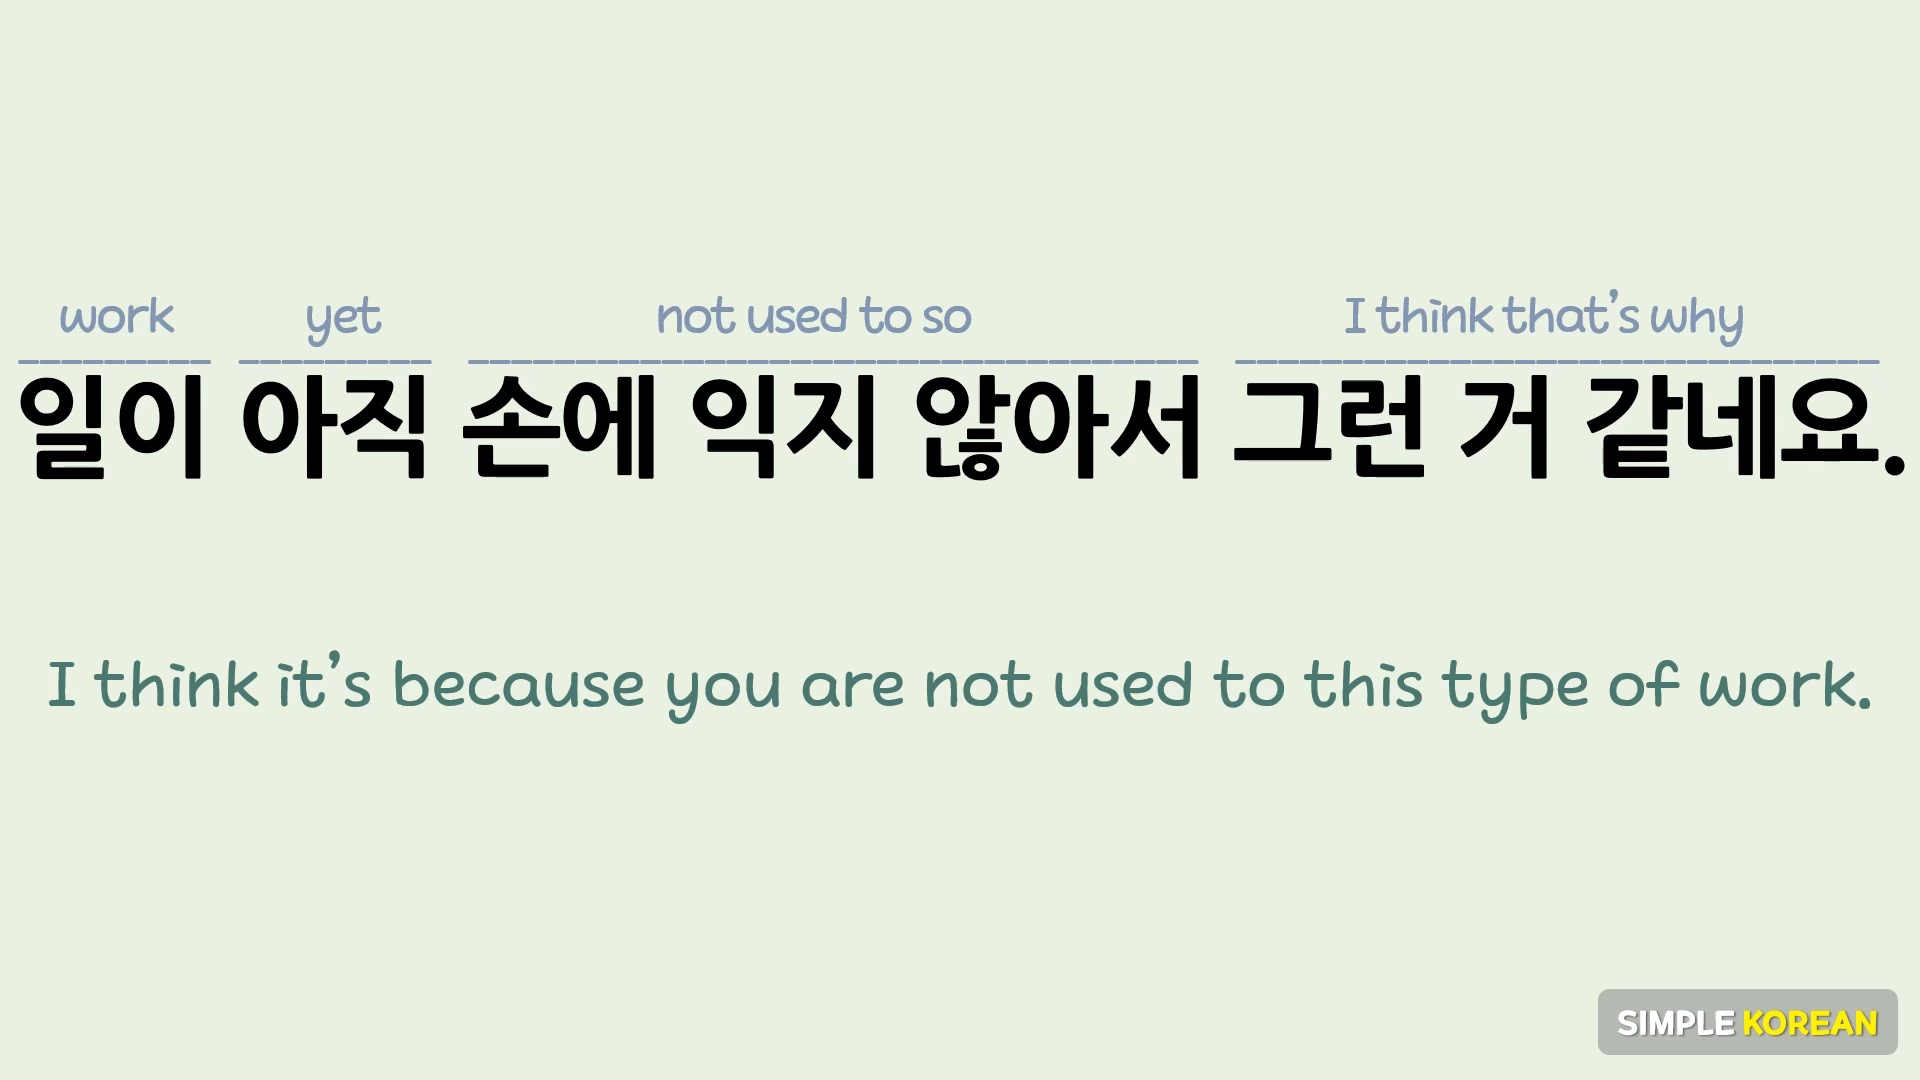 work yet not used to so I think that's why
일이 아직 손에 익지 않아서 그런 거 같네요.
I think it's because you are not used to this type of work.
SIMPLE KOREAN